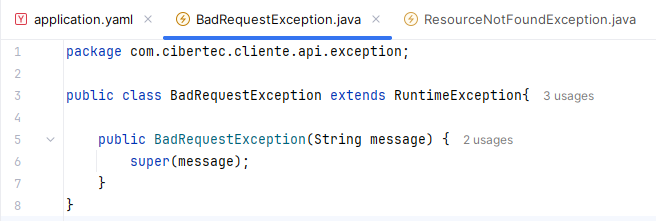 application.yaml BadRequestException.java ResourceNotFoundException.java
1 package com.cibertec.cliente.api.exception;
2
3 public class BadRequestException extends RuntimeException{ 3 usages
4
5 public BadRequestException(String message) { 2 usages
6 super(message);
7 }
8 }